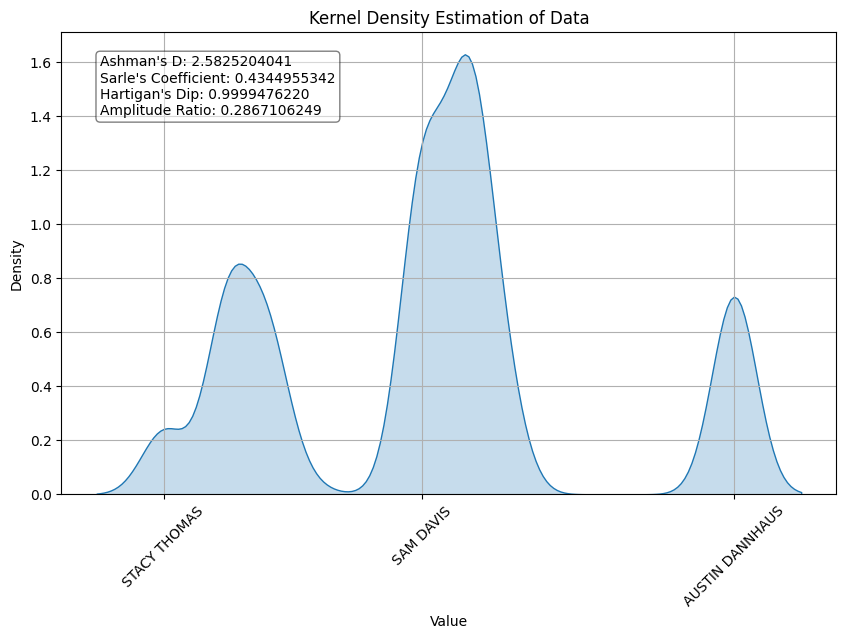 Kernel Density Estimation of Data
Ashman's D: 2.5825204041
Sarle's Coefficient: 0.4344955342
Hartigan's Dip: 0.9999476220
Amplitude Ratio: 0.2867106249
Density
1.6
1.4
1.2
1.0
0.8
0.6
0.4
0.2
0.0
STACY THOMAS
SAM DAVIS
AUSTIN DANNHAUS
Value